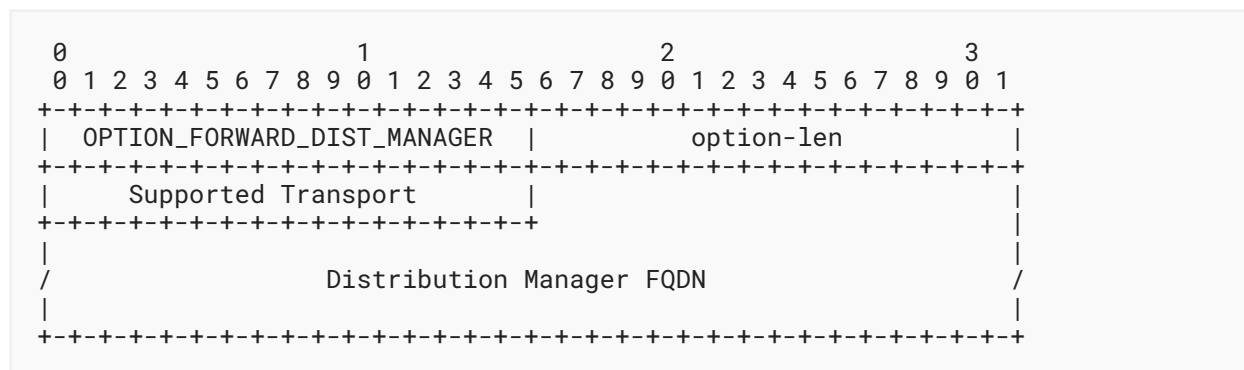 0                   1                   2                   3
 0 1 2 3 4 5 6 7 8 9 0 1 2 3 4 5 6 7 8 9 0 1 2 3 4 5 6 7 8 9 0 1
+-+-+-+-+-+-+-+-+-+-+-+-+-+-+-+-+-+-+-+-+-+-+-+-+-+-+-+-+-+-+-+-+
|  OPTION_FORWARD_DIST_MANAGER  |          option-len           |
+-+-+-+-+-+-+-+-+-+-+-+-+-+-+-+-+-+-+-+-+-+-+-+-+-+-+-+-+-+-+-+-+
|     Supported Transport       |                               |
+-+-+-+-+-+-+-+-+-+-+-+-+-+-+-+-+                               |
|                                                               |
/                  Distribution Manager FQDN                    /
|                                                               |
+-+-+-+-+-+-+-+-+-+-+-+-+-+-+-+-+-+-+-+-+-+-+-+-+-+-+-+-+-+-+-+-+